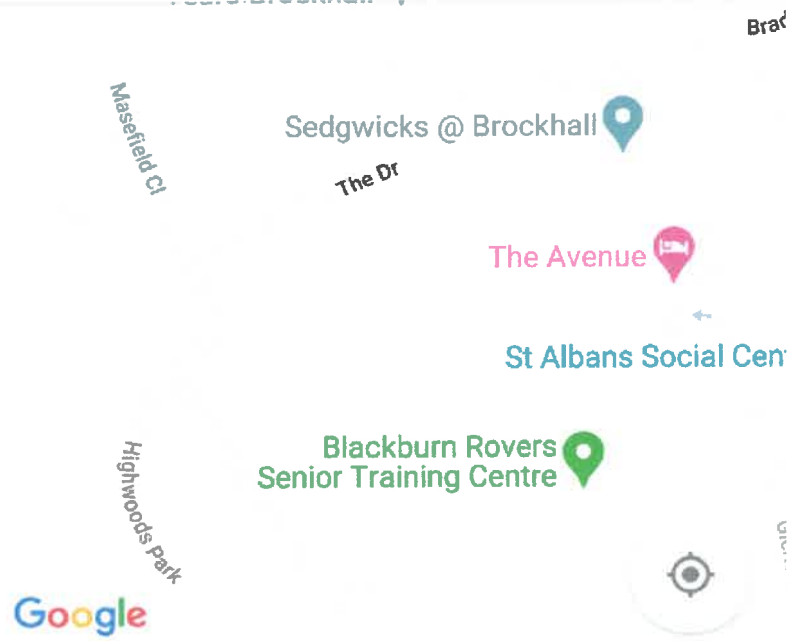 Brad
Masefield Ct
Sedgwicks @ Brockhall
The Dr
The Avenue
St Albans Social Cen
Blackburn Rovers
Senior Training Centre
Highwoods Park
Google